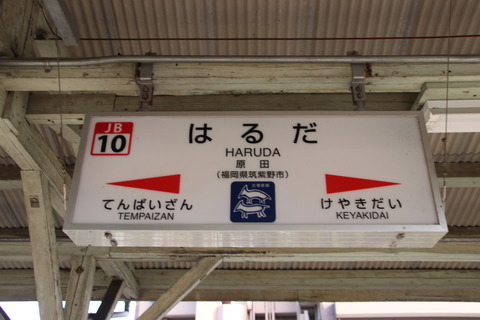 JB
10
はるだ
HARUDA
原田
(福岡県筑紫野市)
てんぱいざん
TEMPAIZAN
けやきだい
KEYAKIDAI